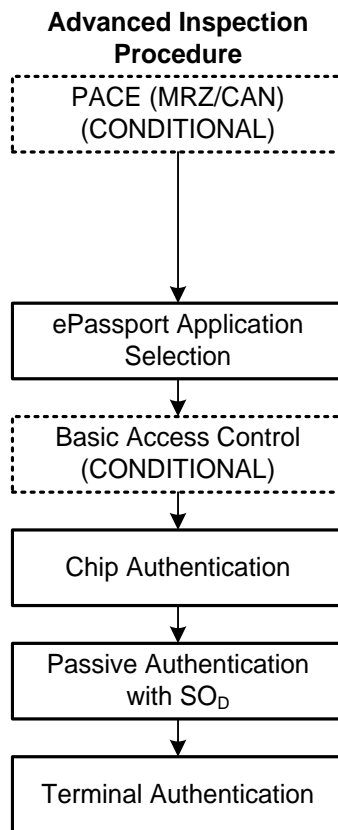 Advanced Inspection
Procedure
PACE (MRZ/CAN)
(CONDITIONAL)
ePassport Application
Selection
Basic Access Control
(CONDITIONAL)
Chip Authentication
Passive Authentication
with SOD
Terminal Authentication